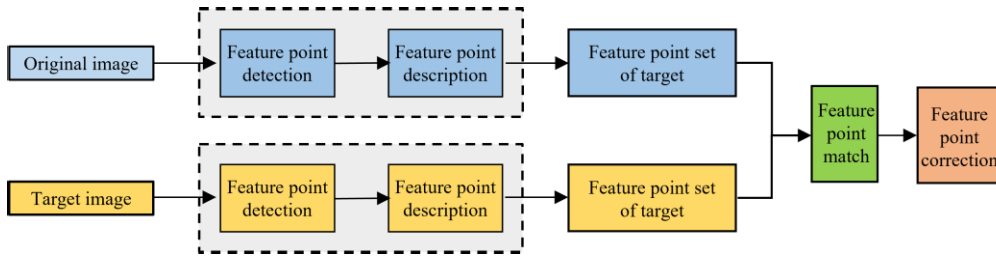 Original image
Feature point
detection
Feature point
description
Feature point set
of target
Target image
Feature point
detection
Feature point
description
Feature point set
of target
Feature
point
match
Feature
point
correction